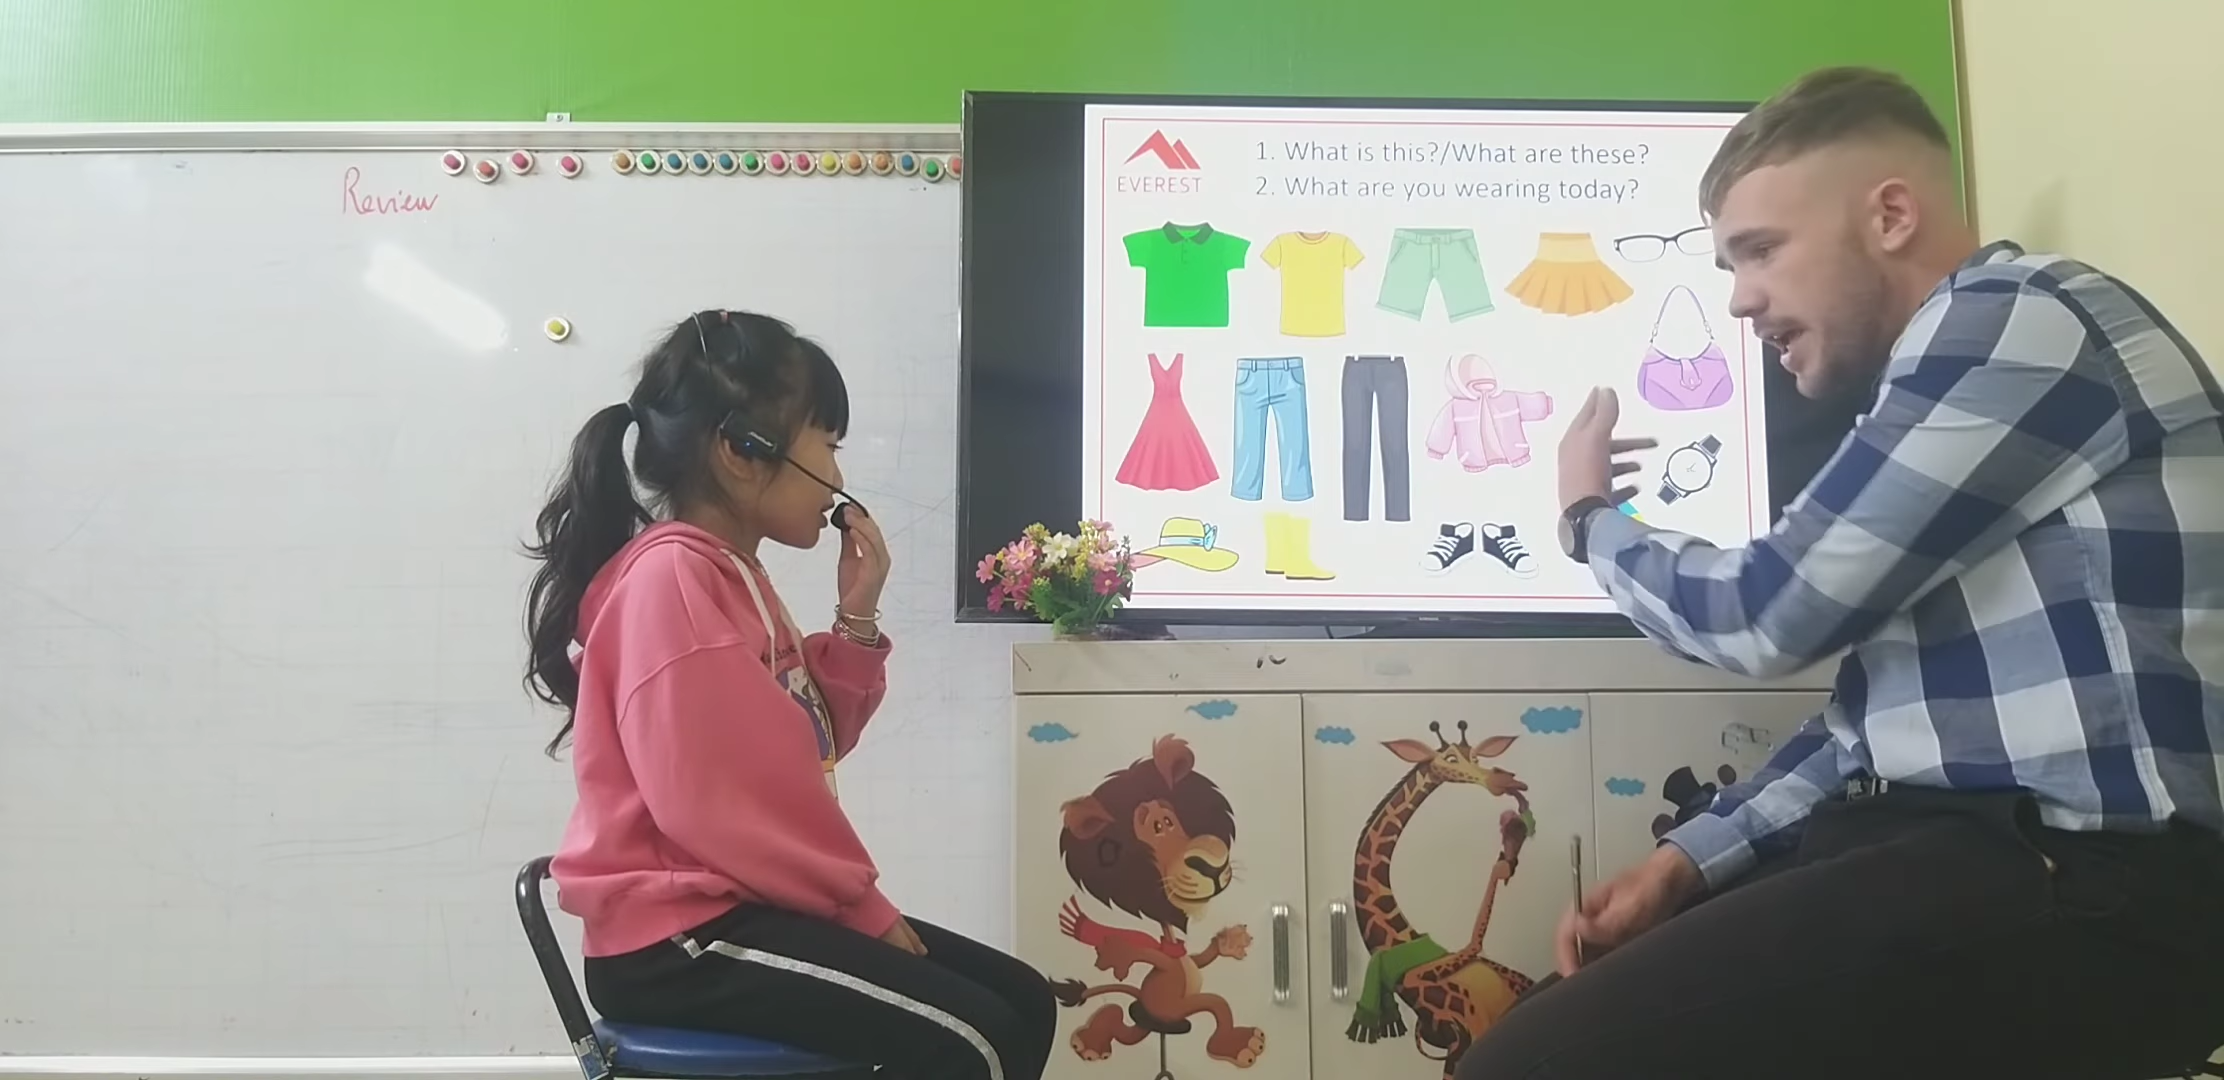 Review
EVEREST
1. What is this?/What are these?
2. What are you wearing today?